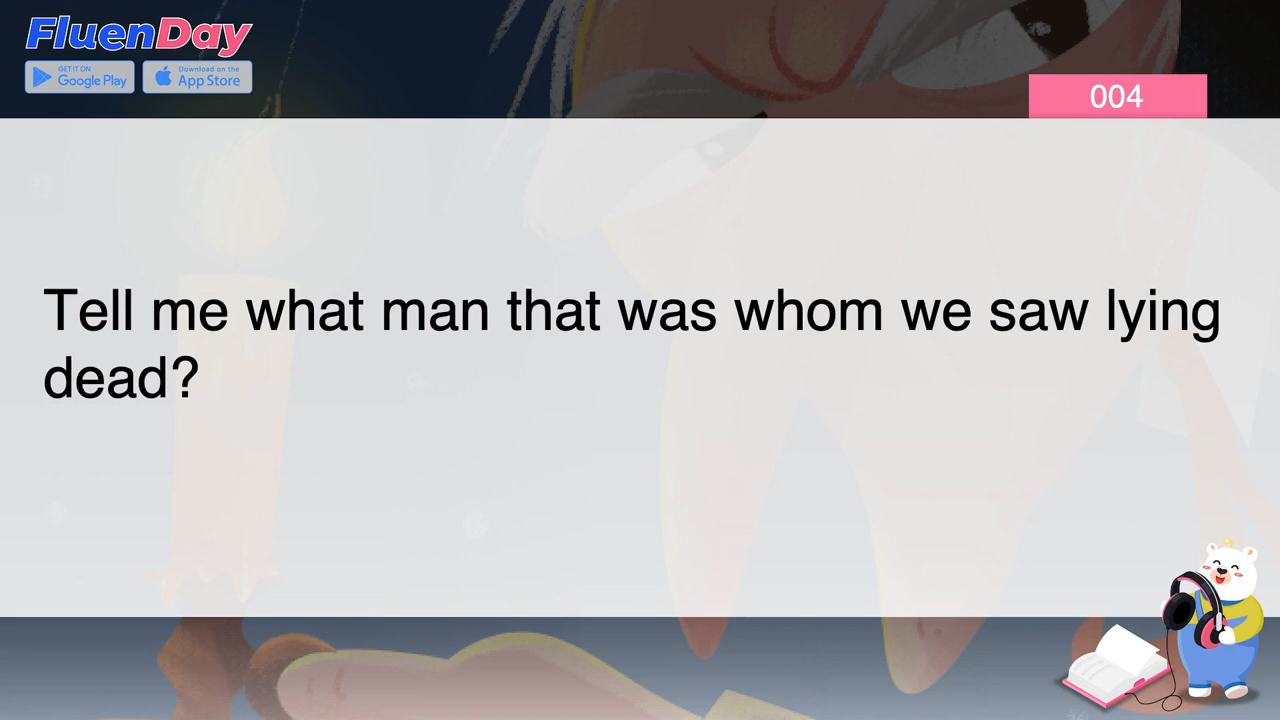 FluenDay
GET IT ON
Google Play
Download on the
App Store
004
Tell me what man that was whom we saw lying
dead?